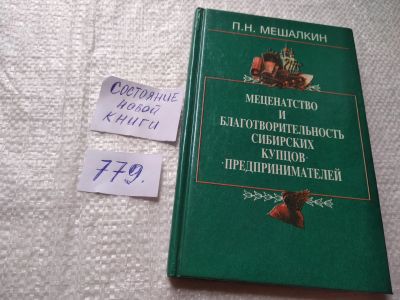 П.Н. МЕШАЛКИН
МЕЦЕНАТСТВО
И
БЛАГОТВОРИТЕЛЬНОСТЬ
СИБИРСКИХ
КУПЦОВ-
ПРЕДПРИНИМАТЕЛЕЙ
СОСТОЯНИЕ
НОВОЙ
КНИГИ
779.